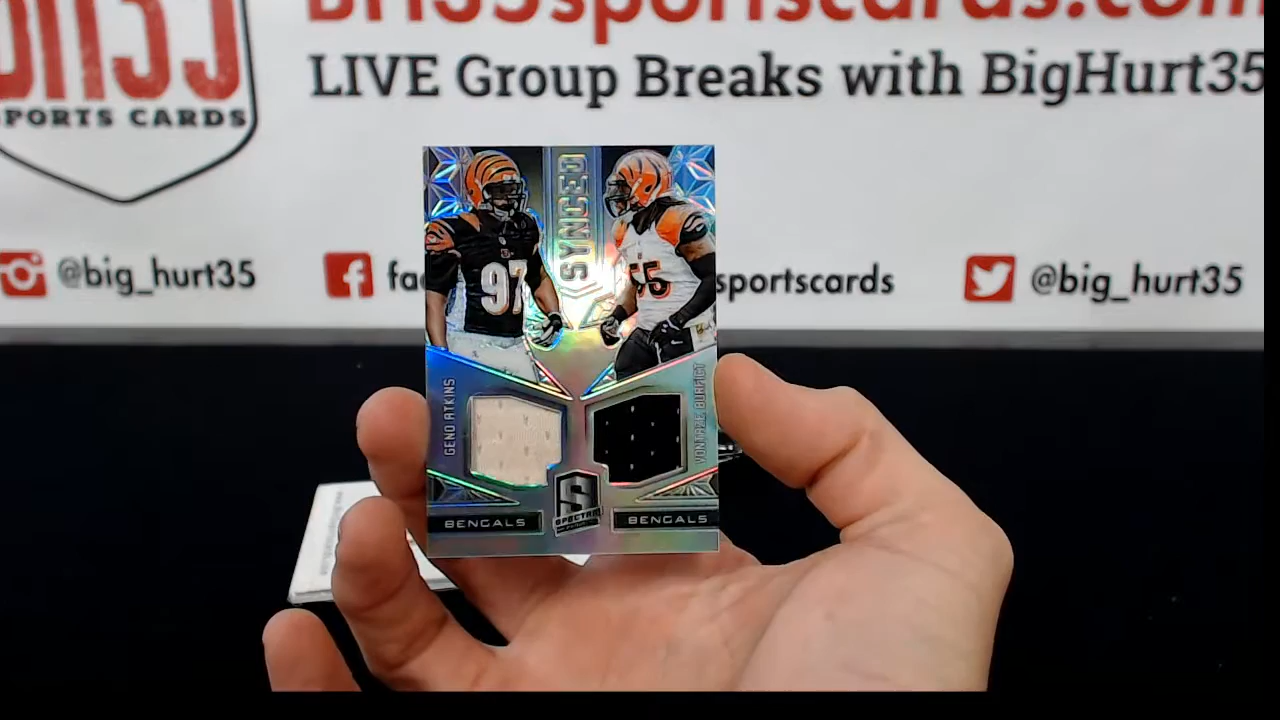 BH35sportscards.com
LIVE Group Breaks with BigHurt35
SPORTS CARDS
@big_hurt35
sportscards
@big_hurt35
SYNCED
97
55
GENO ATKINS
VONTAZE BURFICT
S
SPECTRA
BENGALS
BENGALS